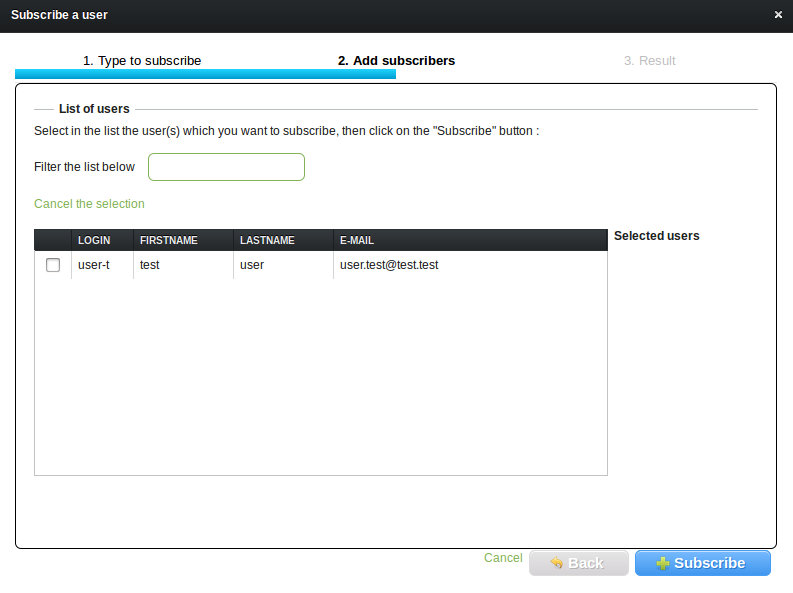 Subscribe a user ×
1. Type to subscribe 2. Add subscribers 3. Result
List of users
Select in the list the user(s) which you want to subscribe, then click on the "Subscribe" button :
Filter the list below
Cancel the selection
LOGIN FIRSTNAME LASTNAME E-MAIL Selected users
user-t test user user.test@test.test
Cancel Back Subscribe